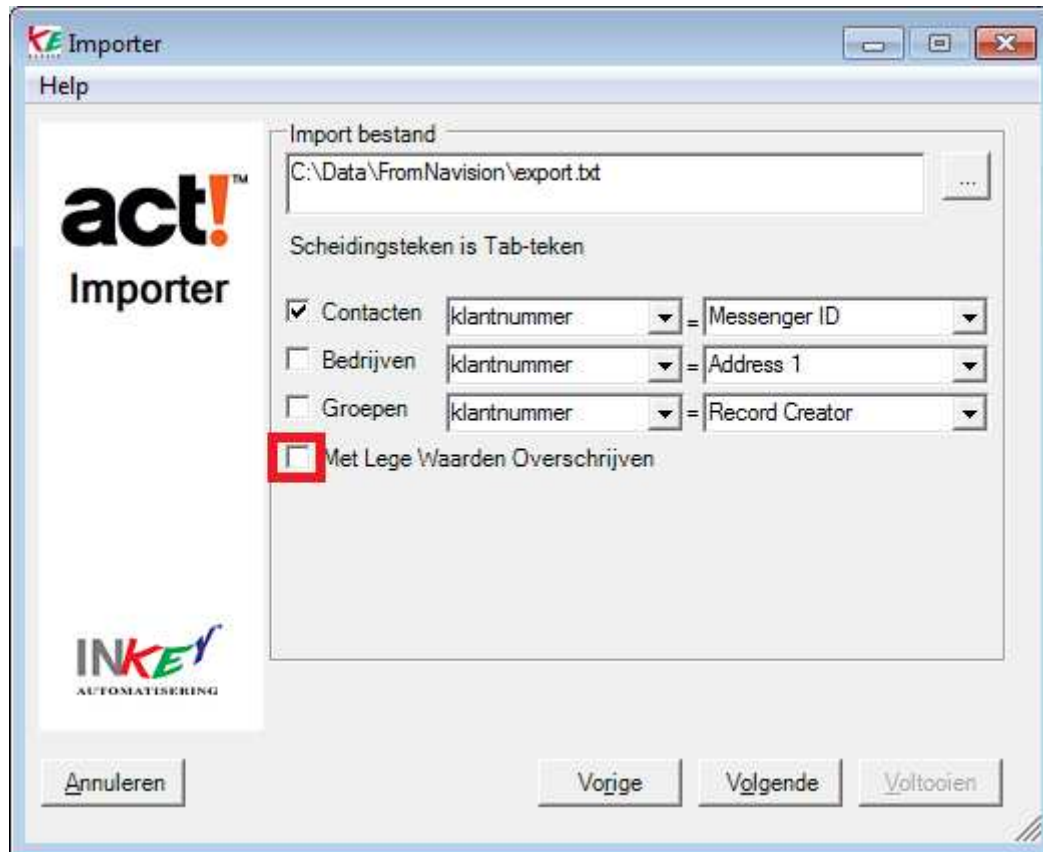 Importer
Help
act!™
Importer
Import bestand
C:\Data\FromNavision\export.txt
...
Scheidingsteken is Tab-teken
Contacten klantnummer = Messenger ID
Bedrijven klantnummer = Address 1
Groepen klantnummer = Record Creator
Met Lege Waarden Overschrijven
INKEY
AUTOMATISERING
Annuleren Vorige Volgende Voltooien